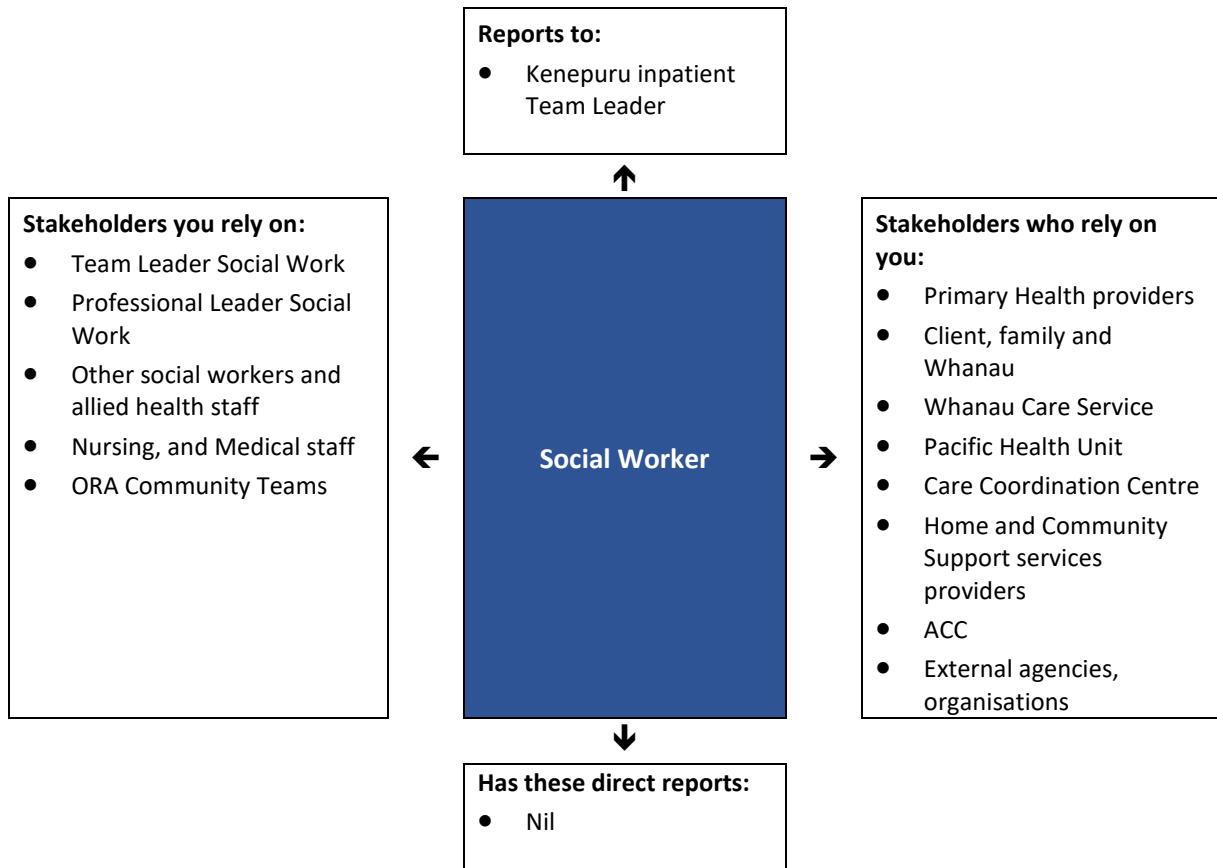 Reports to:
● Kenepuru inpatient
Team Leader
Stakeholders you rely on:
● Team Leader Social Work
● Professional Leader Social
Work
● Other social workers and
allied health staff
● Nursing, and Medical staff
● ORA Community Teams
Social Worker
Stakeholders who rely on
you:
● Primary Health providers
● Client, family and
Whanau
● Whanau Care Service
● Pacific Health Unit
● Care Coordination Centre
● Home and Community
Support services
providers
● ACC
● External agencies,
organisations
Has these direct reports:
● Nil